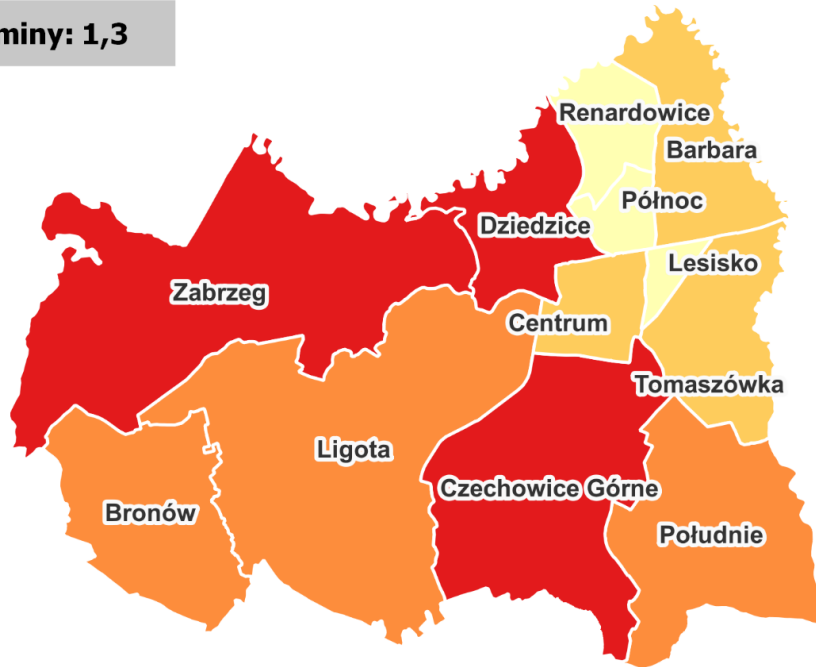 miny: 1,3
Renardowice
Barbara
Północ
Dziedzice
Lesisko
Zabrzeg
Centrum
Tomaszówka
Ligota
Czechowice Górne
Bronów
Południe